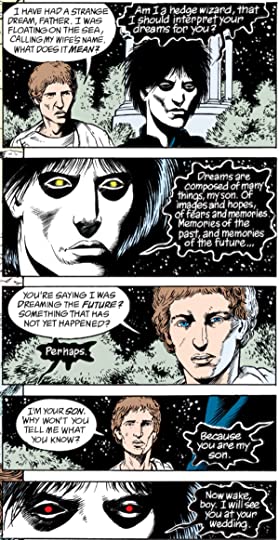 I HAVE HAD A STRANGE
DREAM, FATHER. I WAS
FLOATING ON THE SEA,
CALLING MY WIFE'S NAME,
WHAT DOES IT MEAN?
Am I a hedge wizard, that
I should interpret your
dreams for you?
Dreams are
composed of many
things, my son. Of
images and hopes,
of fears and memories.
Memories of the
past, and memories
of the future...
YOU'RE SAYING I WAS
DREAMING THE FUTURE?
SOMETHING THAT HAS
NOT YET HAPPENED?
Perhaps.
I'M YOUR SON.
WHY WON'T YOU
TELL ME WHAT
YOU KNOW?
Because
you are my
son.
Now wake,
boy. I will see
you at your
wedding.